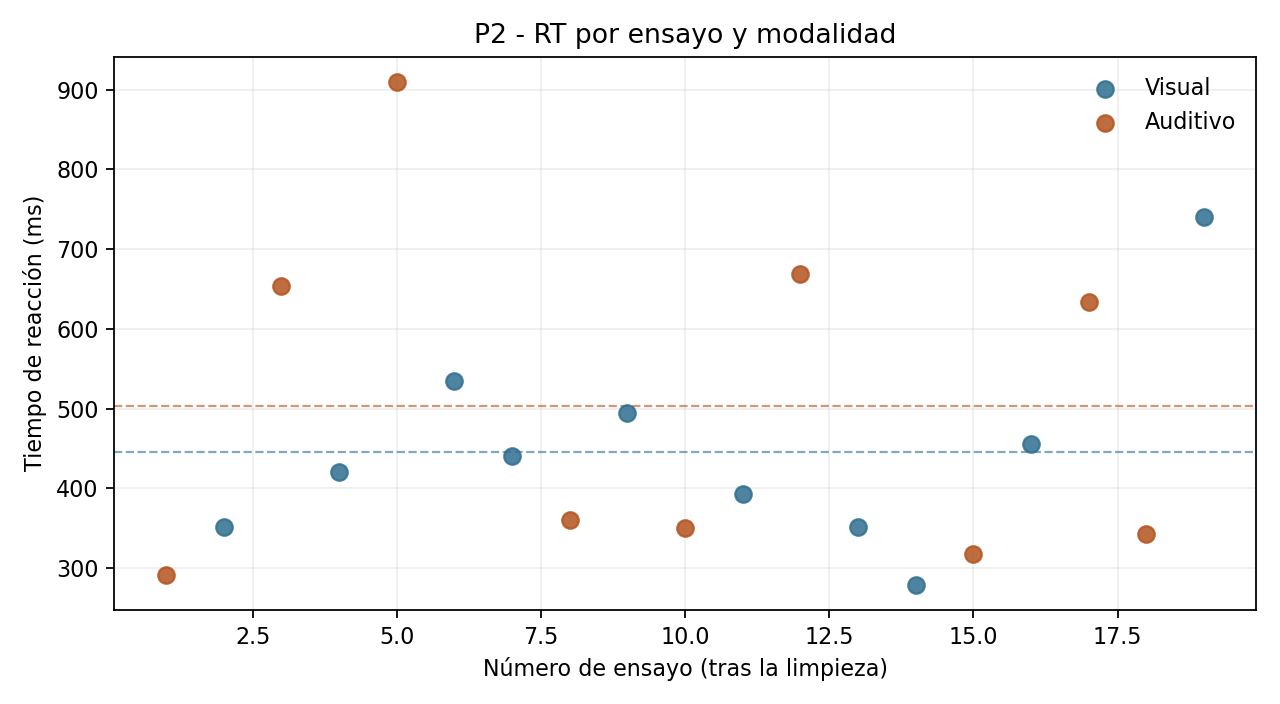 P2 - RT por ensayo y modalidad
Visual
Auditivo
Tiempo de reacción (ms)
900
800
700
600
500
400
300
2.5 5.0 7.5 10.0 12.5 15.0 17.5
Número de ensayo (tras la limpieza)